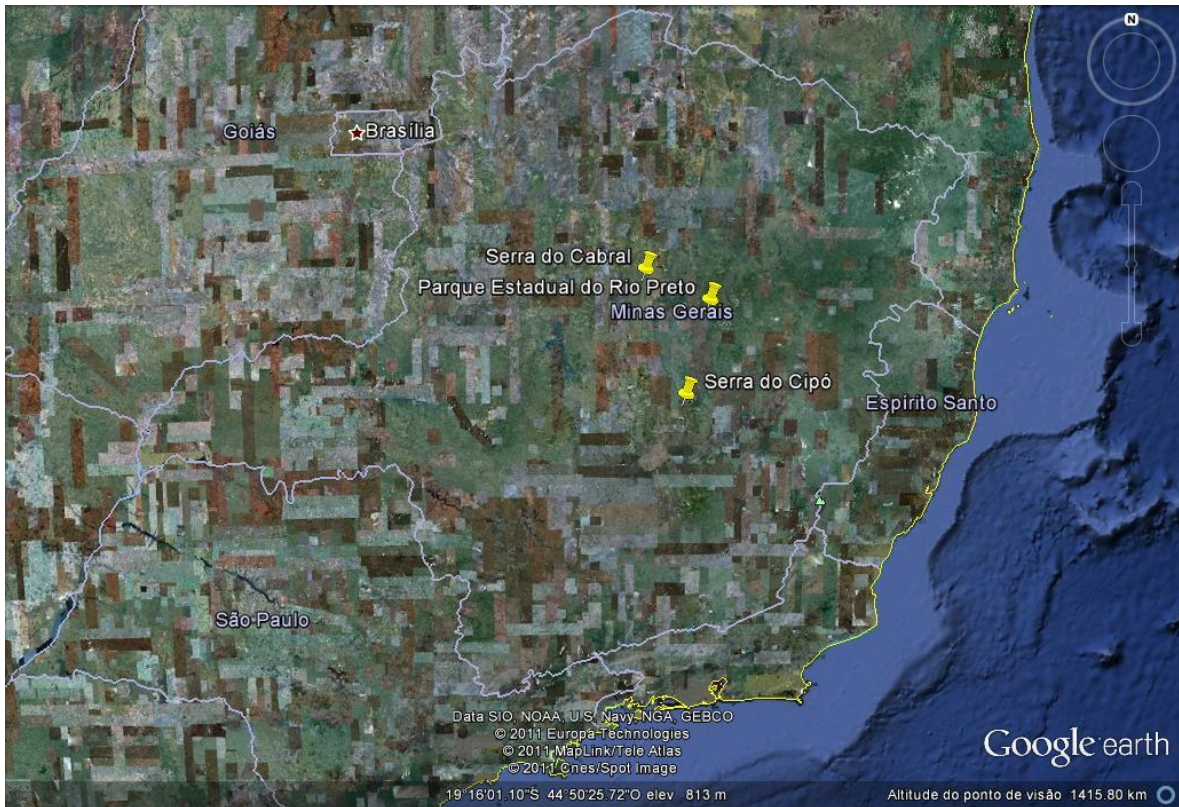 N
Goiás
Brasília
Serra do Cabral
Parque Estadual do Rio Preto
Minas Gerais
Serra do Cipó
Espírito Santo
São Paulo
Data SIO, NOAA, U.S. Navy, NGA, GEBCO
© 2011 Europa Technologies
© 2011 MapLink/Tele Atlas
© 2011 Cnes/Spot Image
Google earth
19°16'01.10"S 44°50'25.72"O elev 813 m
Altitude do ponto de visão 1415.80 km